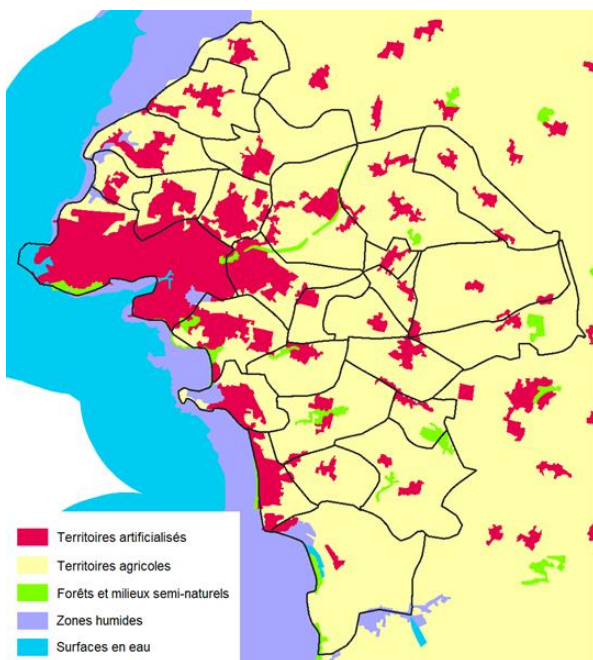 Territoires artificialisés
Territoires agricoles
Forêts et milieux semi-naturels
Zones humides
Surfaces en eau